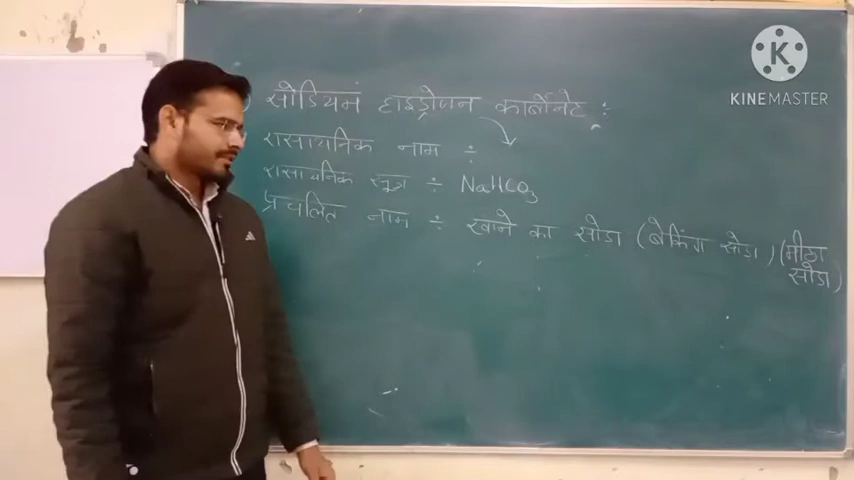 सोडियम हाइड्रोजन कार्बोनेट ÷
रासायनिक नाम ÷
रासायनिक सूत्र ÷ NaHCO3
प्रचलित नाम ÷ खाने का सोडा (बेकिंग सोडा) (मीठा
सोडा)
KINEMASTER